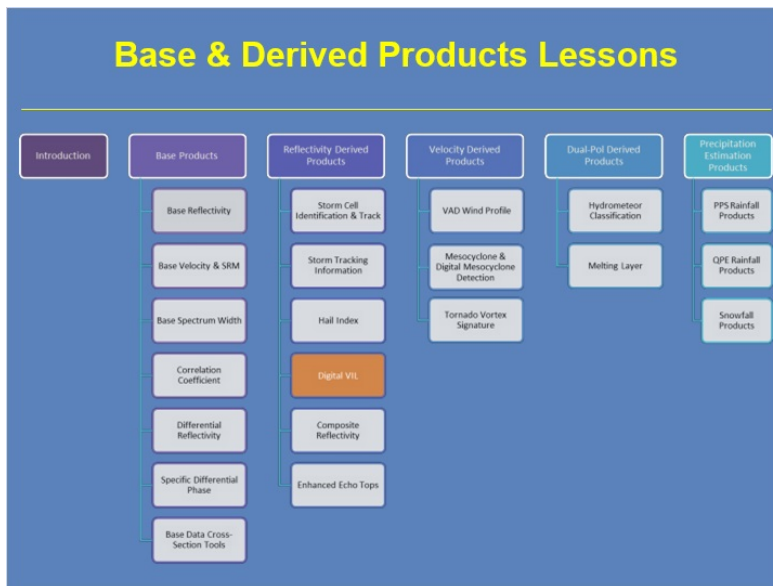 Base & Derived Products Lessons
Introduction
Base Products
Base Reflectivity
Base Velocity & SRM
Base Spectrum Width
Correlation
Coefficient
Differential
Reflectivity
Specific Differential
Phase
Base Data Cross-
Section Tools
Reflectivity Derived
Products
Storm Cell
Identification & Track
Storm Tracking
Information
Hail Index
Digital VIL
Composite
Reflectivity
Enhanced Echo Tops
Velocity Derived
Products
VAD Wind Profile
Mesocyclone &
Digital Mesocyclone
Detection
Tornado Vortex
Signature
Dual-Pol Derived
Products
Hydrometeor
Classification
Melting Layer
Precipitation
Estimation
Products
PPS Rainfall
Products
QPE Rainfall
Products
Snowfall
Products